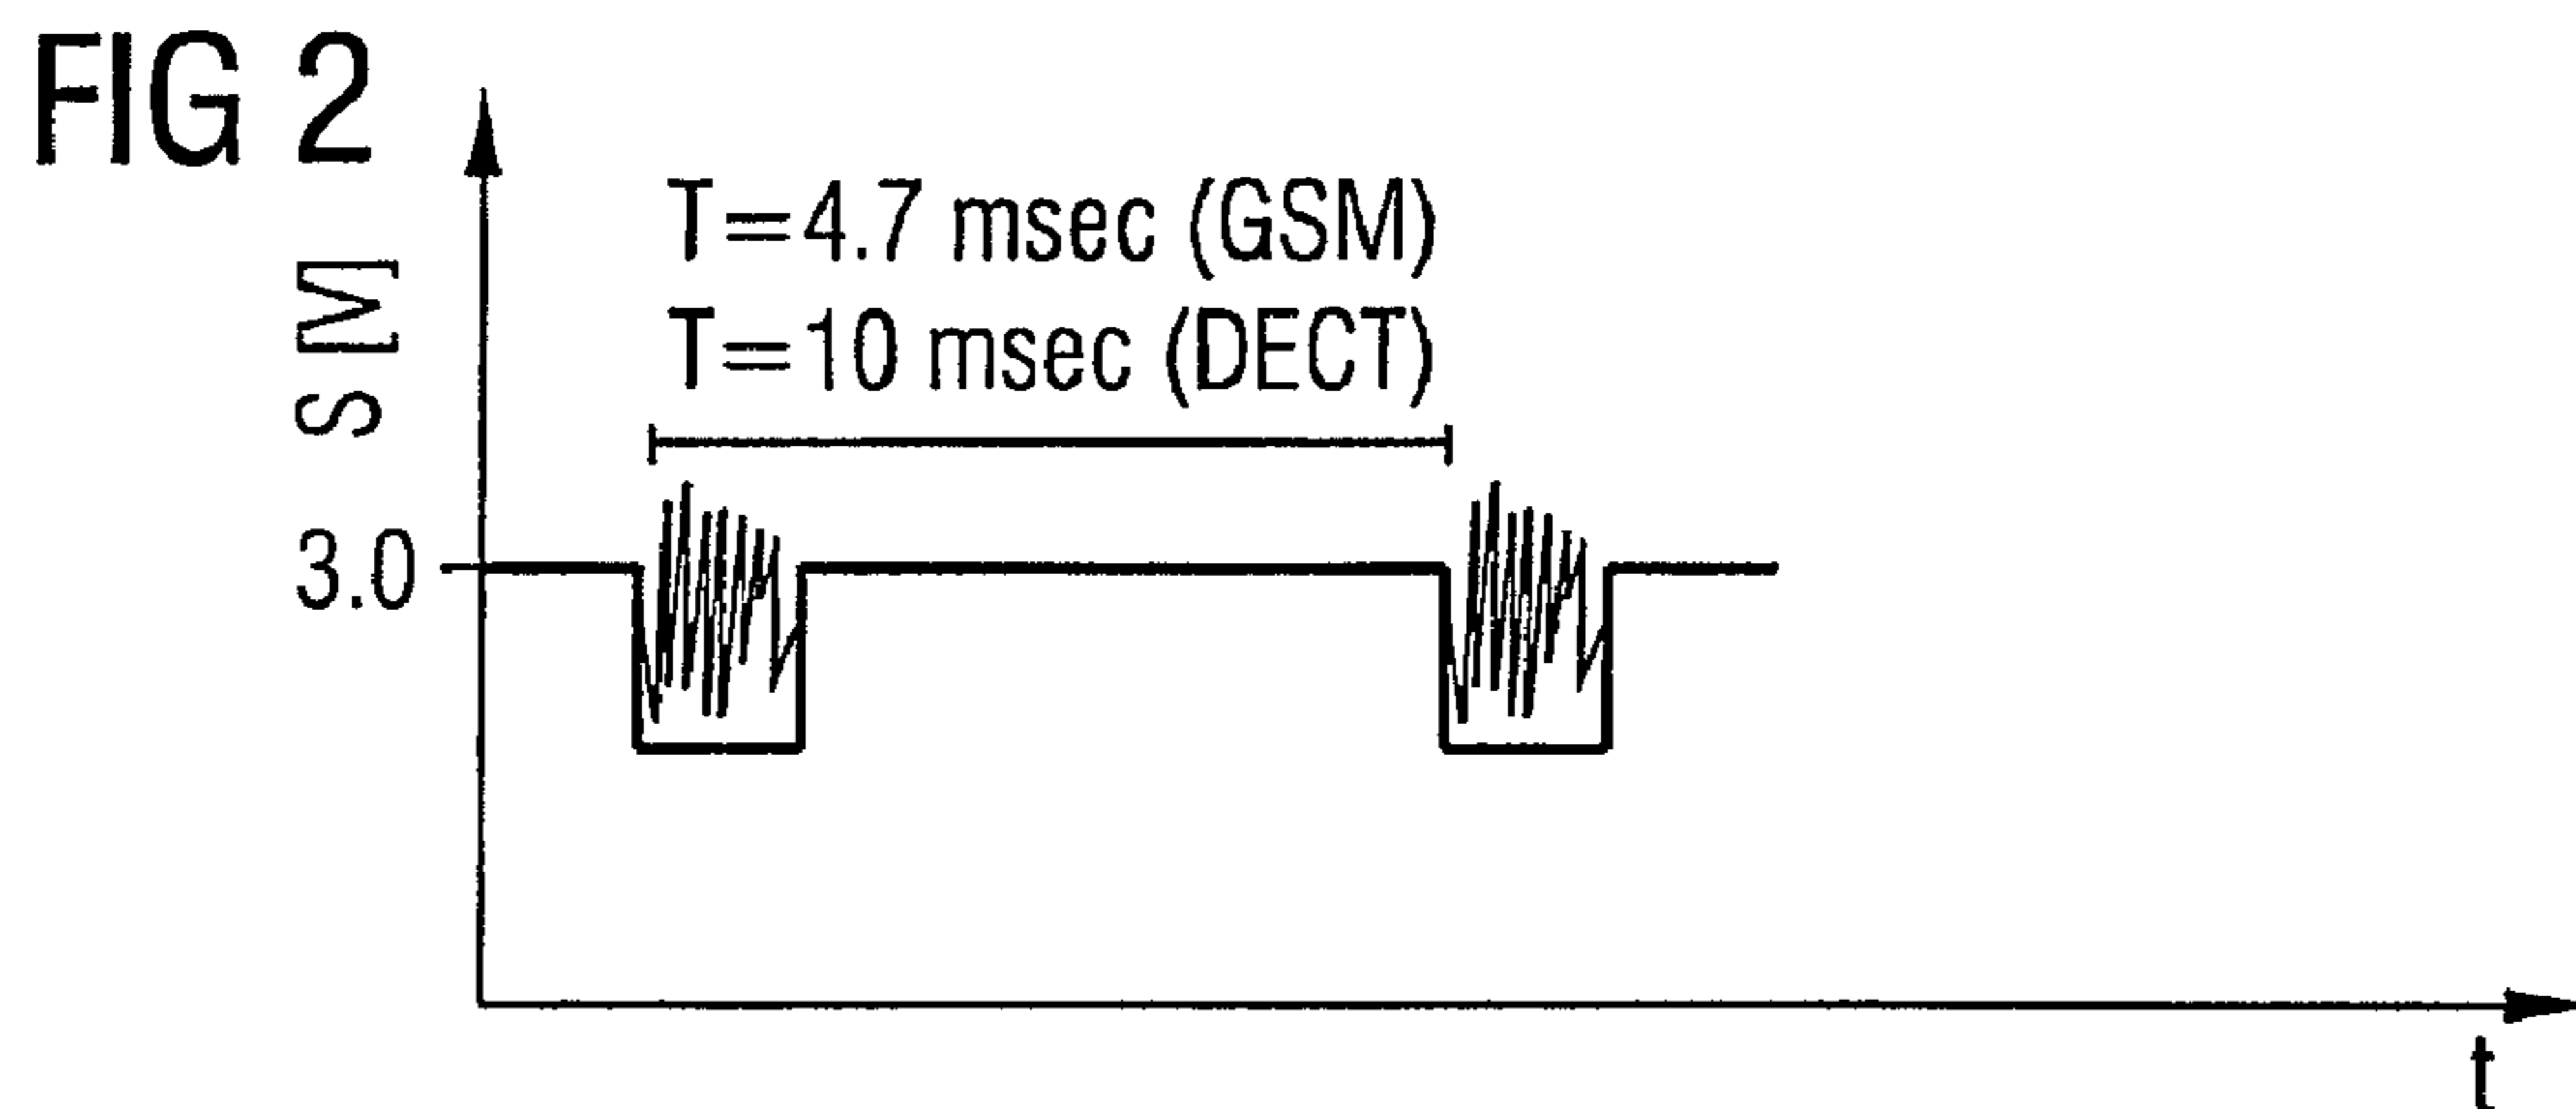 FIG 2
S [V]
T=4.7 msec (GSM)
T=10 msec (DECT)
3.0
t